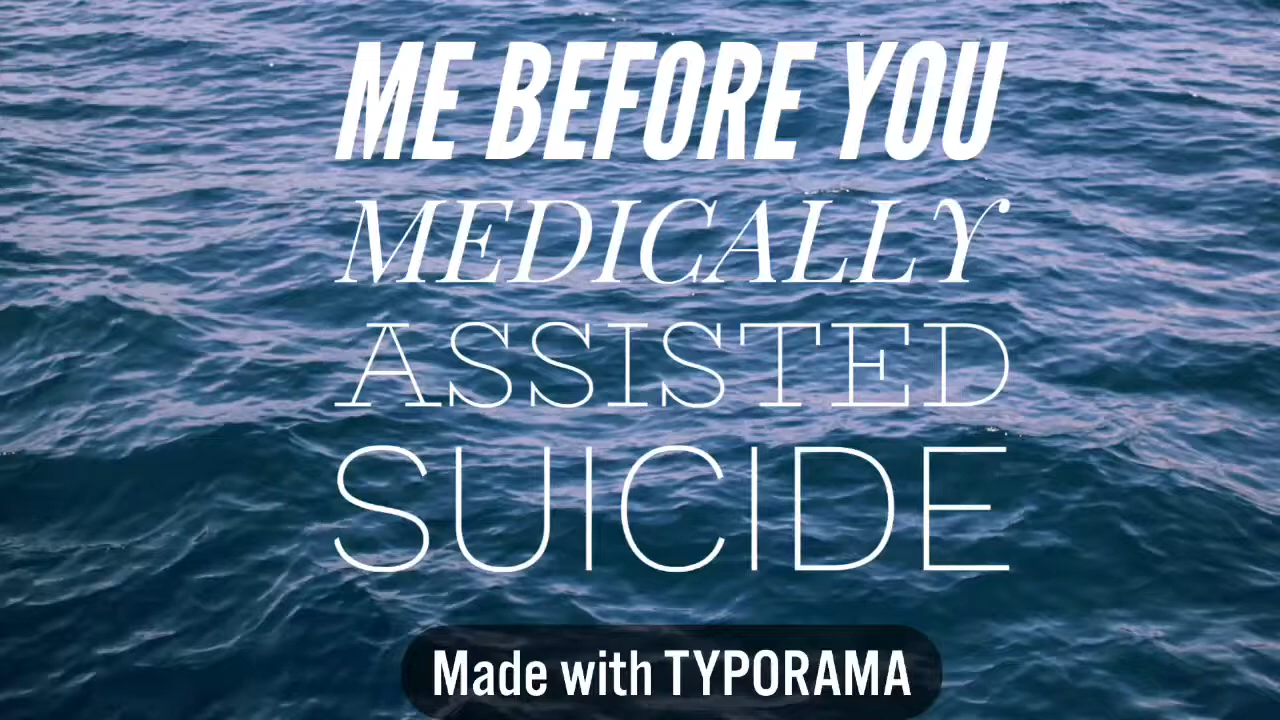 ME BEFORE YOU
MEDICALLY
ASSISTED
SUICIDE
Made with TYPORAMA